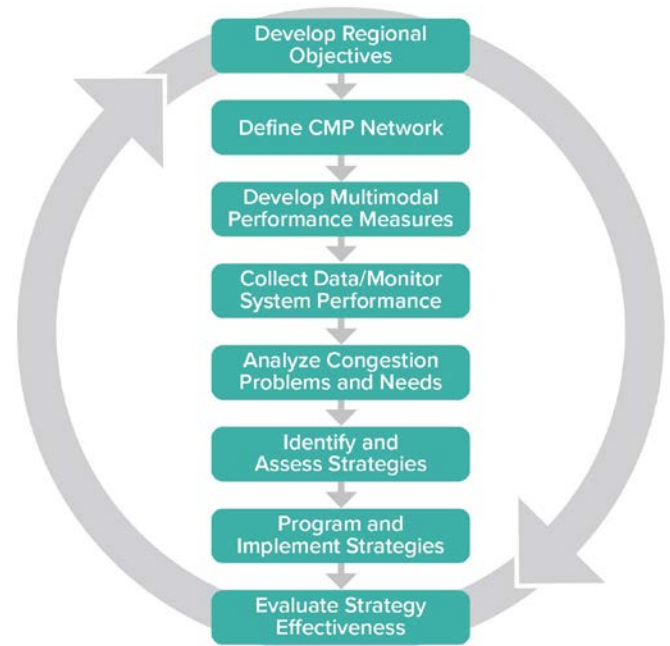 Develop Regional
Objectives
Define CMP Network
Develop Multimodal
Performance Measures
Collect Data/Monitor
System Performance
Analyze Congestion
Problems and Needs
Identify and
Assess Strategies
Program and
Implement Strategies
Evaluate Strategy
Effectiveness